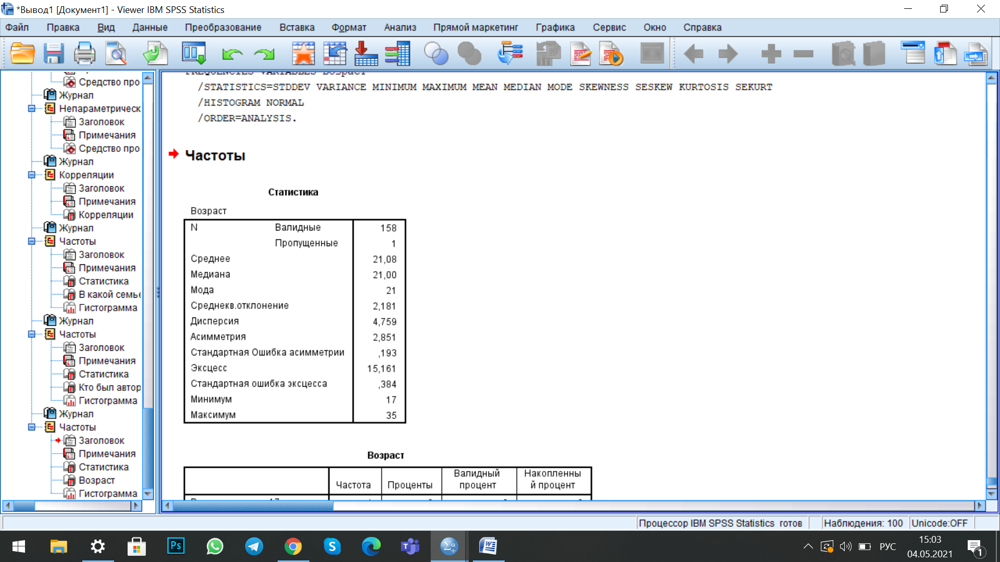 *Вывод1 [Документ1] - Viewer IBM SPSS Statistics
Файл Правка Вид Данные Преобразование Вставка Формат Анализ Прямой маркетинг Графика Сервис Окно Справка
Средство про
Журнал
Непараметрическ
Заголовок
Примечания
Средство про
Журнал
Корреляции
Заголовок
Примечания
Корреляции
Журнал
Частоты
Заголовок
Примечания
Статистика
В какой семье
Гистограмма
Журнал
Частоты
Заголовок
Примечания
Статистика
Кто был автор
Гистограмма
Журнал
Частоты
Заголовок
Примечания
Статистика
Возраст
Гистограмма
FREQUENCIES VARIABLES=Возраст
/STATISTICS=STDDEV VARIANCE MINIMUM MAXIMUM MEAN MEDIAN MODE SKEWNESS SESKEW KURTOSIS SEKURT
/HISTOGRAM NORMAL
/ORDER=ANALYSIS.
Частоты
Статистика
Возраст
N Валидные 158
Пропущенные 1
Среднее 21,08
Медиана 21,00
Мода 21
Среднекв.отклонение 2,181
Дисперсия 4,759
Асимметрия 2,851
Стандартная Ошибка асимметрии ,193
Эксцесс 15,161
Стандартная ошибка эксцесса ,384
Минимум 17
Максимум 35
Возраст
Частота Проценты Валидный процент Накопленны й процент
17
Процессор IBM SPSS Statistics готов Наблюдения: 100 Unicode:OFF
Ps
РУС
15:03
04.05.2021
1